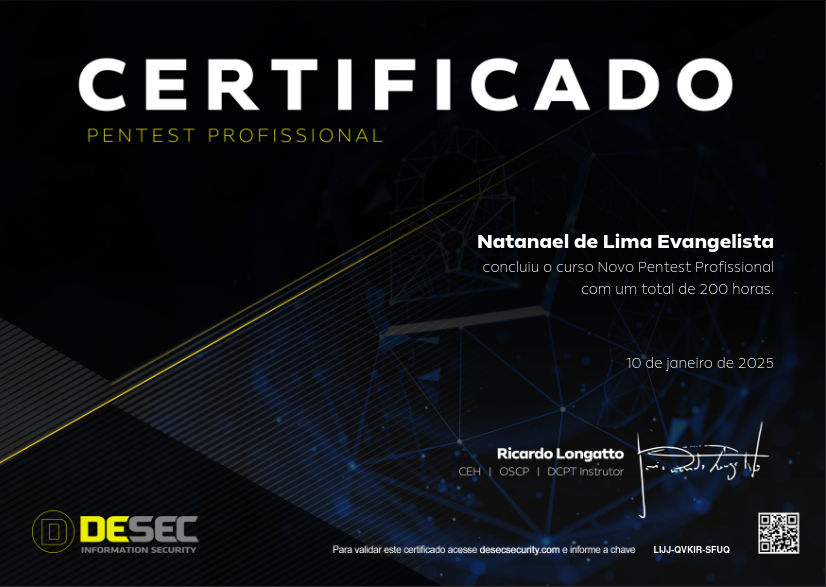 CERTIFICADO
PENTEST PROFISSIONAL
Natanael de Lima Evangelista
concluiu o curso Novo Pentest Profissional
com um total de 200 horas.
10 de janeiro de 2025
Ricardo Longatto
CEH | OSCP | DCPT Instrutor
DESEC
INFORMATION SECURITY
Para validar este certificado acesse desecsecurity.com e informe a chave LIJJ-QVKIR-SFUQ